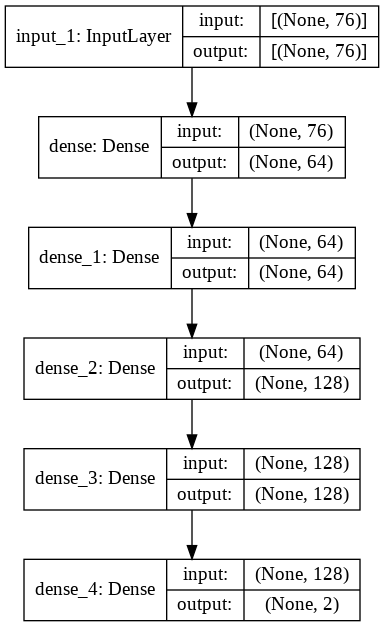 input_1: InputLayer
input: [(None, 76)]
output: [(None, 76)]
dense: Dense
input: (None, 76)
output: (None, 64)
dense_1: Dense
input: (None, 64)
output: (None, 64)
dense_2: Dense
input: (None, 64)
output: (None, 128)
dense_3: Dense
input: (None, 128)
output: (None, 128)
dense_4: Dense
input: (None, 128)
output: (None, 2)